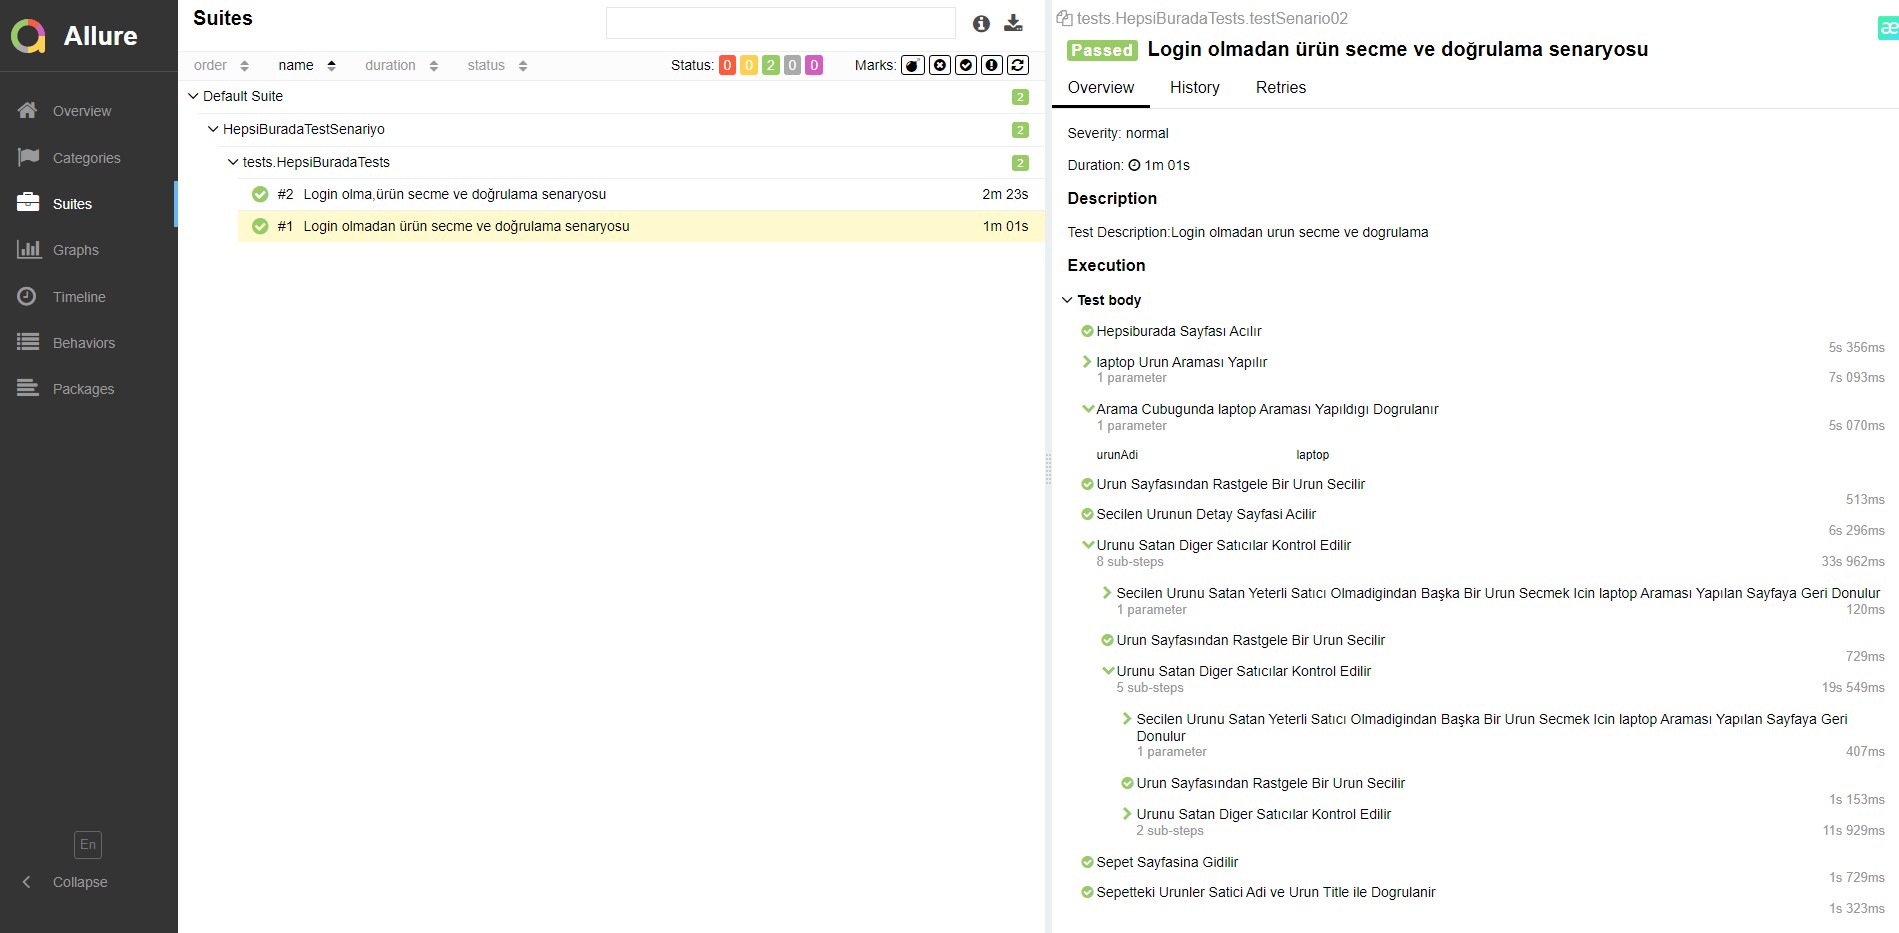 Allure
Overview
Categories
Suites
Graphs
Timeline
Behaviors
Packages
En
Collapse
Suites
order name duration status Status: 0 0 2 0 0 Marks:
Default Suite 2
HepsiBuradaTestSenariyo 2
tests.HepsiBuradaTests 2
#2 Login olma,ürün secme ve doğrulama senaryosu 2m 23s
#1 Login olmadan ürün secme ve doğrulama senaryosu 1m 01s
tests.HepsiBuradaTests.testSenario02
æ
Passed Login olmadan ürün secme ve doğrulama senaryosu
Overview History Retries
Severity: normal
Duration: 1m 01s
Description
Test Description:Login olmadan urun secme ve dogrulama
Execution
Test body
Hepsiburada Sayfası Acılır
5s 356ms
laptop Urun Araması Yapılır
1 parameter 7s 093ms
Arama Cubugunda laptop Araması Yapıldıgı Dogrulanır
1 parameter 5s 070ms
urunAdi laptop
Urun Sayfasından Rastgele Bir Urun Secilir
513ms
Secilen Urunun Detay Sayfasi Acilir
6s 296ms
Urunu Satan Diger Satıcılar Kontrol Edilir
8 sub-steps 33s 962ms
Secilen Urunu Satan Yeterli Satıcı Olmadigindan Başka Bir Urun Secmek Icin laptop Araması Yapılan Sayfaya Geri Donulur
1 parameter 120ms
Urun Sayfasından Rastgele Bir Urun Secilir
729ms
Urunu Satan Diger Satıcılar Kontrol Edilir
5 sub-steps 19s 549ms
Secilen Urunu Satan Yeterli Satıcı Olmadigindan Başka Bir Urun Secmek Icin laptop Araması Yapılan Sayfaya Geri
Donulur
1 parameter 407ms
Urun Sayfasından Rastgele Bir Urun Secilir
1s 153ms
Urunu Satan Diger Satıcılar Kontrol Edilir
2 sub-steps 11s 929ms
Sepet Sayfasina Gidilir
1s 729ms
Sepetteki Urunler Satici Adi ve Urun Title ile Dogrulanir
1s 323ms